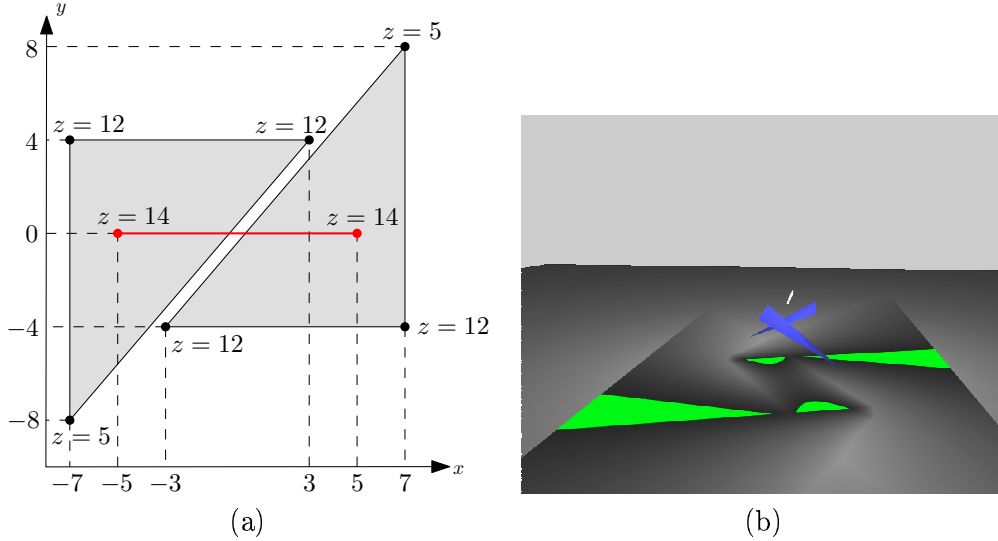 y
z = 5
8
z = 12
z = 12
4
z = 14
z = 14
0
z = 12
z = 12
−4
−8
z = 5
x
−7 −5 −3 3 5 7
(a)
(b)